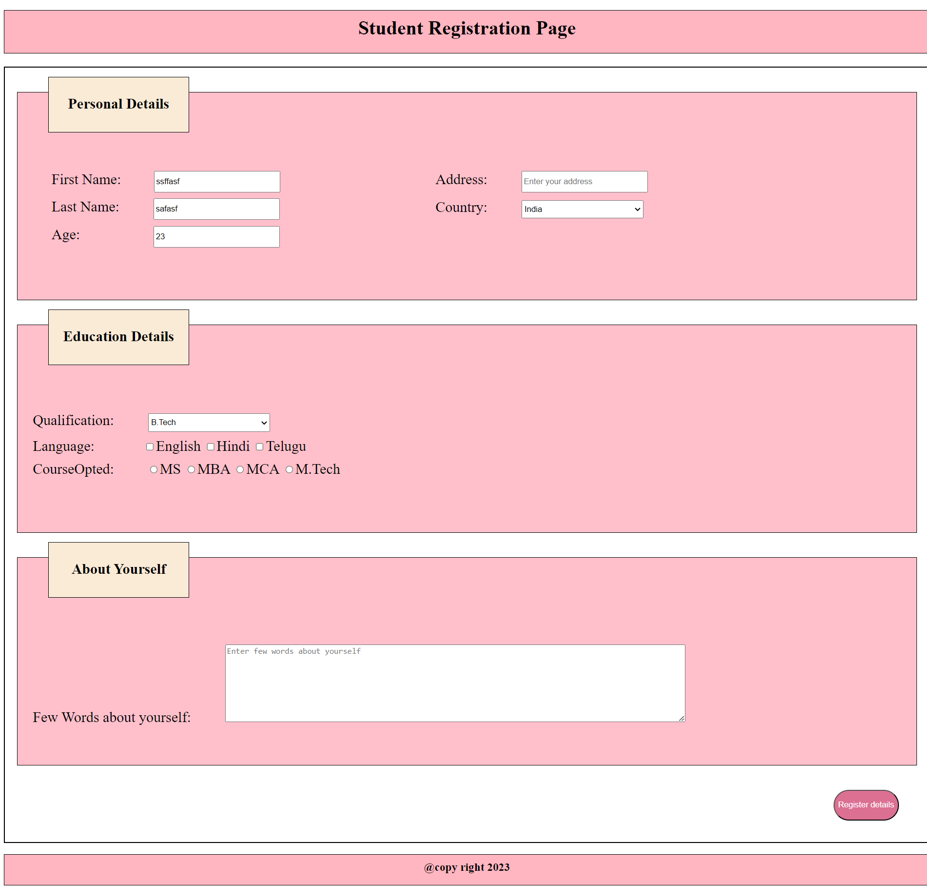 Student Registration Page
Personal Details
First Name: ssffasf Address: Enter your address
Last Name: safasf Country: India
Age: 23
Education Details
Qualification: B.Tech
Language: English Hindi Telugu
CourseOpted: MS MBA MCA M.Tech
About Yourself
Enter few words about yourself
Few Words about yourself:
Register details
@copy right 2023